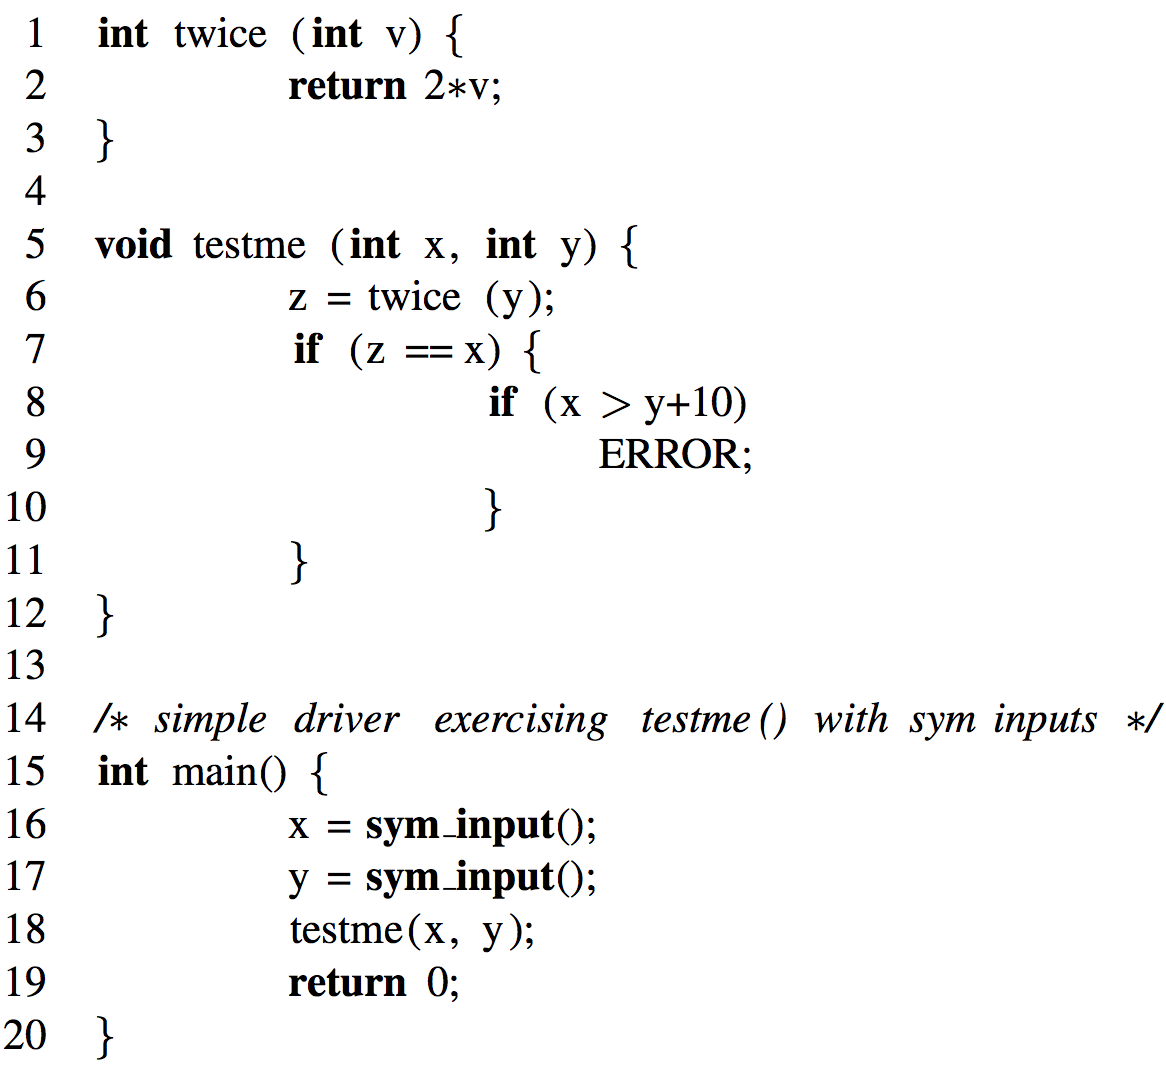 1 int twice (int v) {
2 return 2*v;
3 }
4
5 void testme (int x, int y) {
6 z = twice (y);
7 if (z == x) {
8 if (x > y+10)
9 ERROR;
10 }
11 }
12 }
13
14 /* simple driver exercising testme() with sym inputs */
15 int main() {
16 x = sym_input();
17 y = sym_input();
18 testme(x, y);
19 return 0;
20 }